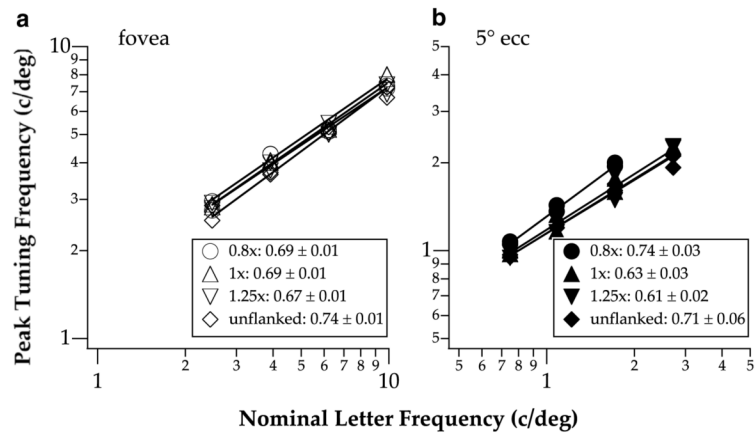 a
fovea
b
5° ecc
Peak Tuning Frequency (c/deg)
10
9
8
7
6
5
4
3
2
1
0.8x: 0.69 ± 0.01
1x: 0.69 ± 0.01
1.25x: 0.67 ± 0.01
unflanked: 0.74 ± 0.01
1 2 3 4 5 6 7 8 9 10
5
4
3
2
1
9
8
7
6
5
0.8x: 0.74 ± 0.03
1x: 0.63 ± 0.03
1.25x: 0.61 ± 0.02
unflanked: 0.71 ± 0.06
5 6 7 8 9 1 2 3 4 5
Nominal Letter Frequency (c/deg)